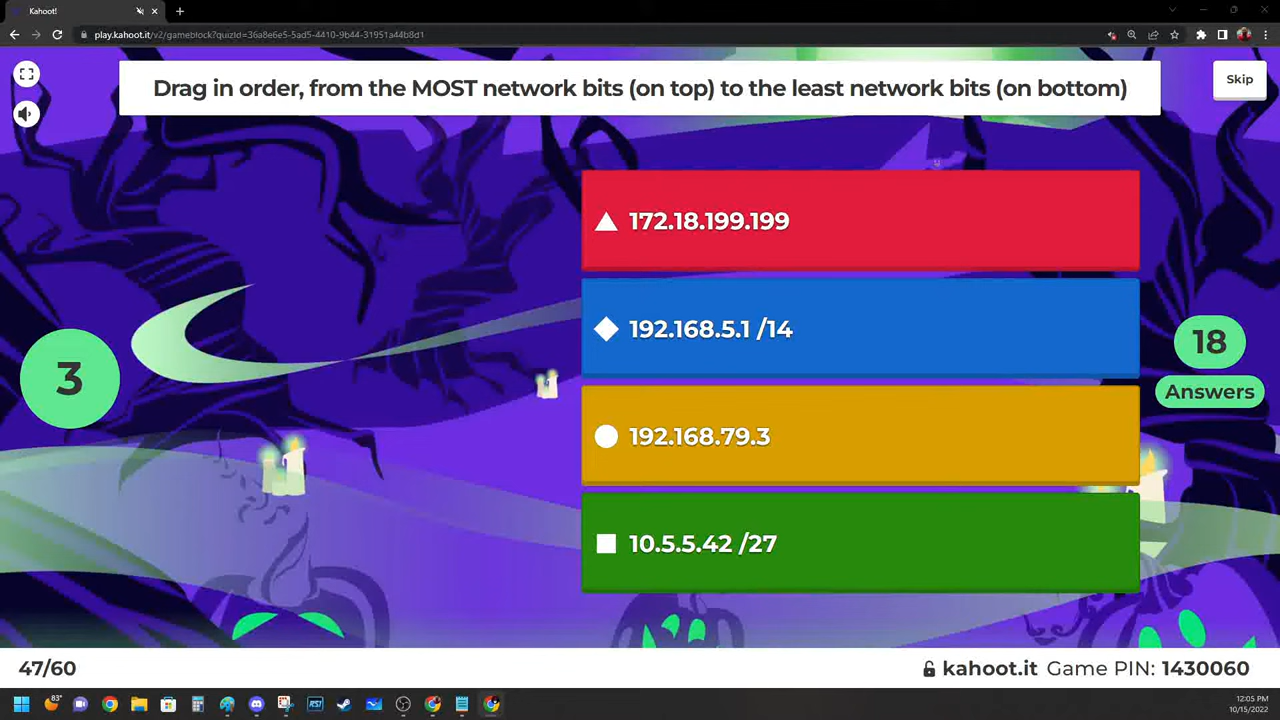 Kahoot!
play.kahoot.it/v2/gameblock?quizId=36a8e6e5-5ad5-4410-9b44-31951a44b8d1
Drag in order, from the MOST network bits (on top) to the least network bits (on bottom)
Skip
172.18.199.199
192.168.5.1 /14
3
18
Answers
192.168.79.3
10.5.5.42 /27
47/60
kahoot.it Game PIN: 1430060
83°
RSI
12:05 PM
10/15/2022